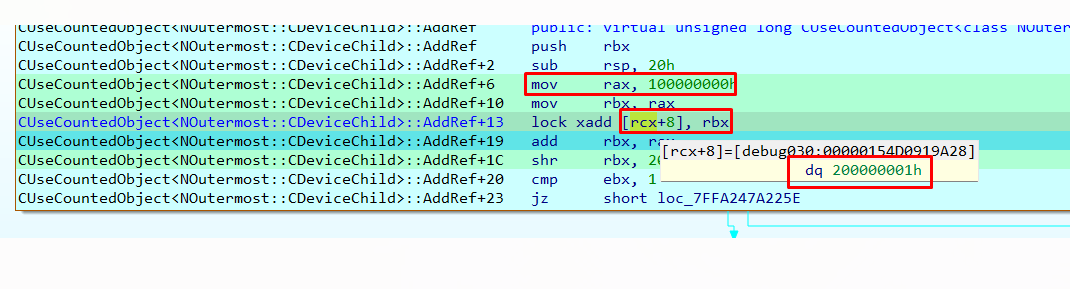 CUseCountedObject<NOutermost::CDeviceChild>::AddRef public: virtual unsigned long CUseCountedObject<class NOuter
CUseCountedObject<NOutermost::CDeviceChild>::AddRef push rbx
CUseCountedObject<NOutermost::CDeviceChild>::AddRef+2 sub rsp, 20h
CUseCountedObject<NOutermost::CDeviceChild>::AddRef+6 mov rax, 100000000h
CUseCountedObject<NOutermost::CDeviceChild>::AddRef+10 mov rbx, rax
CUseCountedObject<NOutermost::CDeviceChild>::AddRef+13 lock xadd [rcx+8], rbx
CUseCountedObject<NOutermost::CDeviceChild>::AddRef+19 add rbx,
[rcx+8]=[debug030:00000154D0919A28]
CUseCountedObject<NOutermost::CDeviceChild>::AddRef+1C shr rbx, 20
dq 200000001h
CUseCountedObject<NOutermost::CDeviceChild>::AddRef+20 cmp ebx, 1
CUseCountedObject<NOutermost::CDeviceChild>::AddRef+23 jz short loc_7FFA247A225E